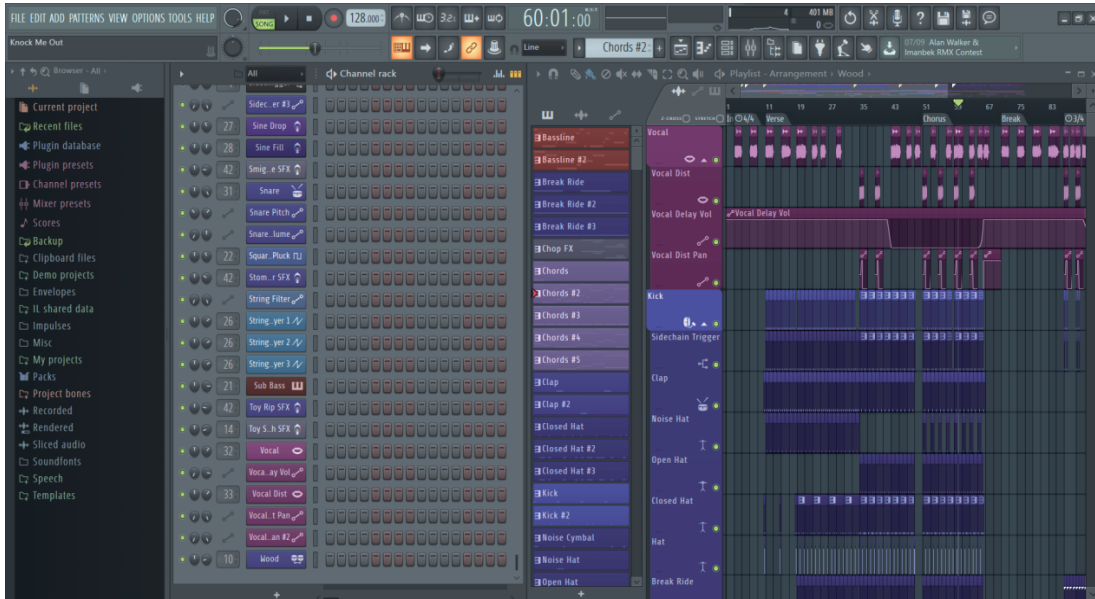 FILE EDIT ADD PATTERNS VIEW OPTIONS TOOLS HELP
SONG
128.000
60:01:00
4
401 MB
0
Knock Me Out
Line
Chords #2
07/09 Alan Walker &
Imanbek RMX Contest
Browser - All
Current project
Recent files
Plugin database
Plugin presets
Channel presets
Mixer presets
Scores
Backup
Clipboard files
Demo projects
Envelopes
IL shared data
Impulses
Misc
My projects
Packs
Project bones
Recorded
Rendered
Sliced audio
Soundfonts
Speech
Templates
All
Channel rack
Sidec..er #3
27 Sine Drop
28 Sine Fill
42 Smig..e SFX
31 Snare
Snare Pitch
Snare..lume
22 Squar..Pluck
42 Stom..r SFX
String Filter
26 String..yer 1
26 String..yer 2
26 String..yer 3
21 Sub Bass
42 Toy Rip SFX
14 Toy S..h SFX
32 Vocal
Voca..ay Vol
33 Vocal Dist
Vocal..t Pan
Vocal..an #2
10 Wood
Bassline
Bassline #2
Break Ride
Break Ride #2
Break Ride #3
Chop FX
Chords
Chords #2
Chords #3
Chords #4
Chords #5
Clap
Clap #2
Closed Hat
Closed Hat #2
Closed Hat #3
Kick
Kick #2
Noise Cymbal
Noise Hat
Open Hat
Playlist - Arrangement › Wood ›
1 11 19 27 35 43 51 59 67 75 83
4/4 Verse Chorus Break 3/4
Vocal
Vocal Dist
Vocal Delay Vol
Vocal Delay Vol
Vocal Dist Pan
Kick
Sidechain Trigger
Clap
Noise Hat
Open Hat
Closed Hat
Hat
Break Ride